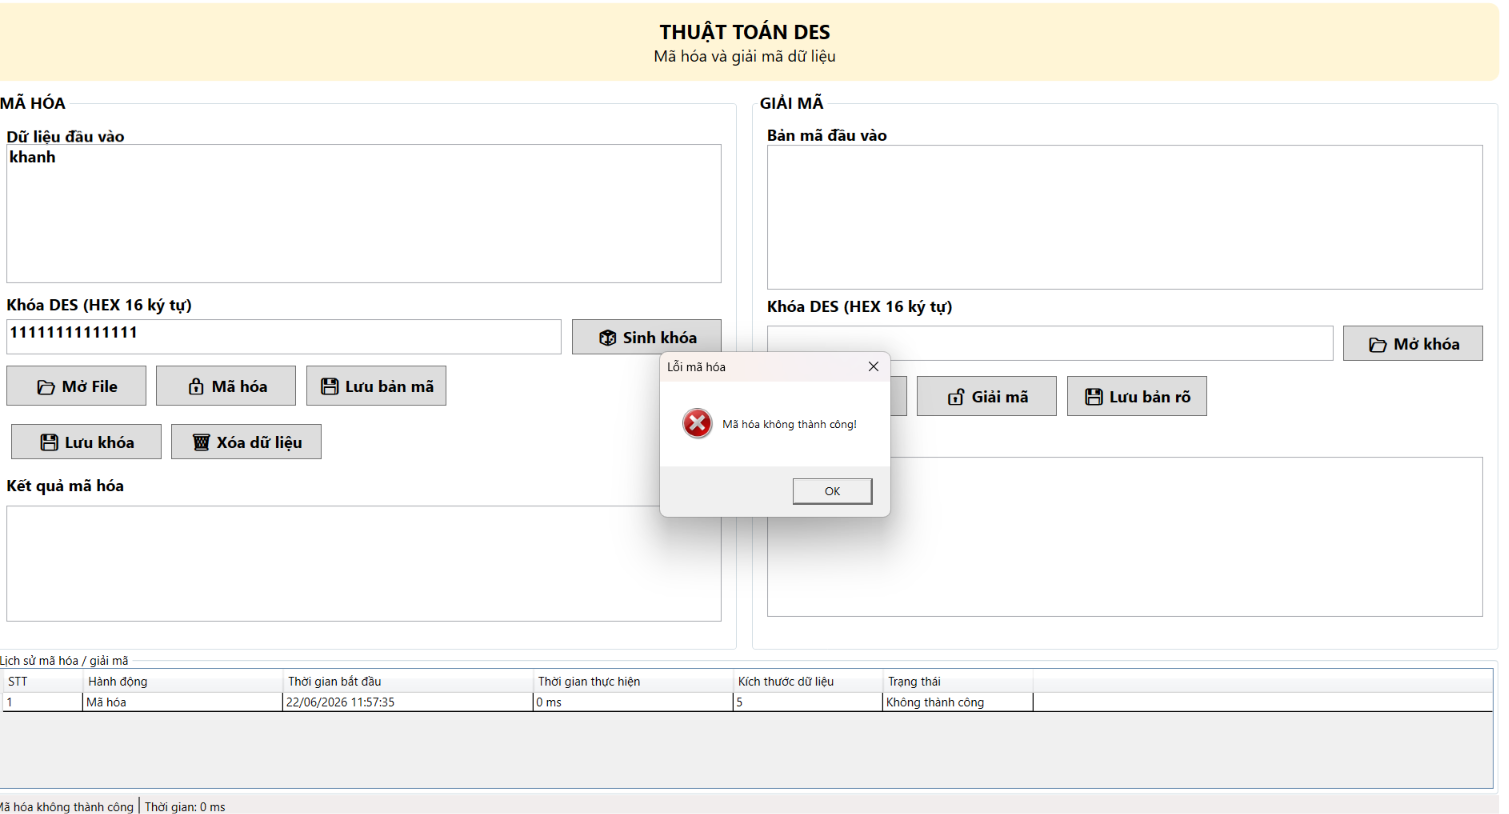 THUẬT TOÁN DES
Mã hóa và giải mã dữ liệu
MÃ HÓA
Dữ liệu đầu vào
khanh
Khóa DES (HEX 16 ký tự)
11111111111111
Sinh khóa
Mở File
Mã hóa
Lưu bản mã
Lưu khóa
Xóa dữ liệu
Kết quả mã hóa
GIẢI MÃ
Bản mã đầu vào
Khóa DES (HEX 16 ký tự)
Mở khóa
Giải mã
Lưu bản rõ
Lỗi mã hóa
Mã hóa không thành công!
OK
Lịch sử mã hóa / giải mã
STT Hành động Thời gian bắt đầu Thời gian thực hiện Kích thước dữ liệu Trạng thái
1 Mã hóa 22/06/2026 11:57:35 0 ms 5 Không thành công
Mã hóa không thành công Thời gian: 0 ms